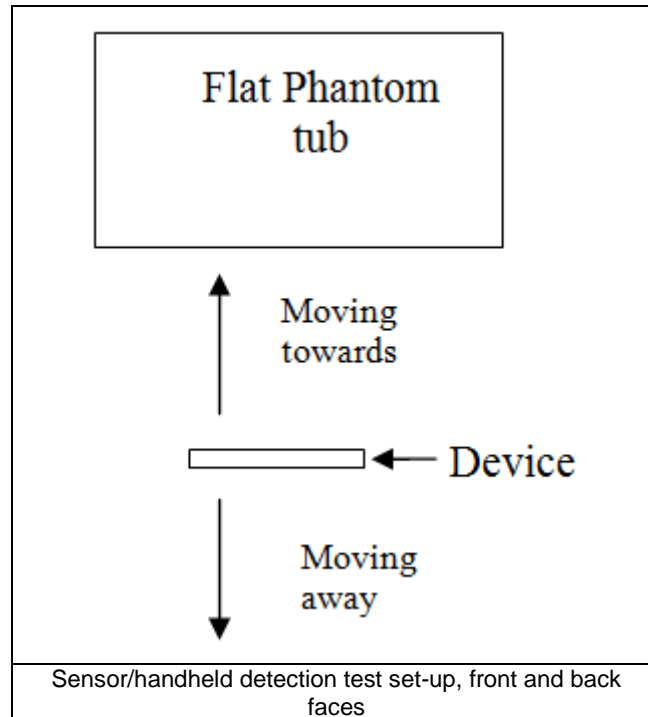 Flat Phantom
tub
Moving
towards
Device
Moving
away
Sensor/handheld detection test set-up, front and back
faces